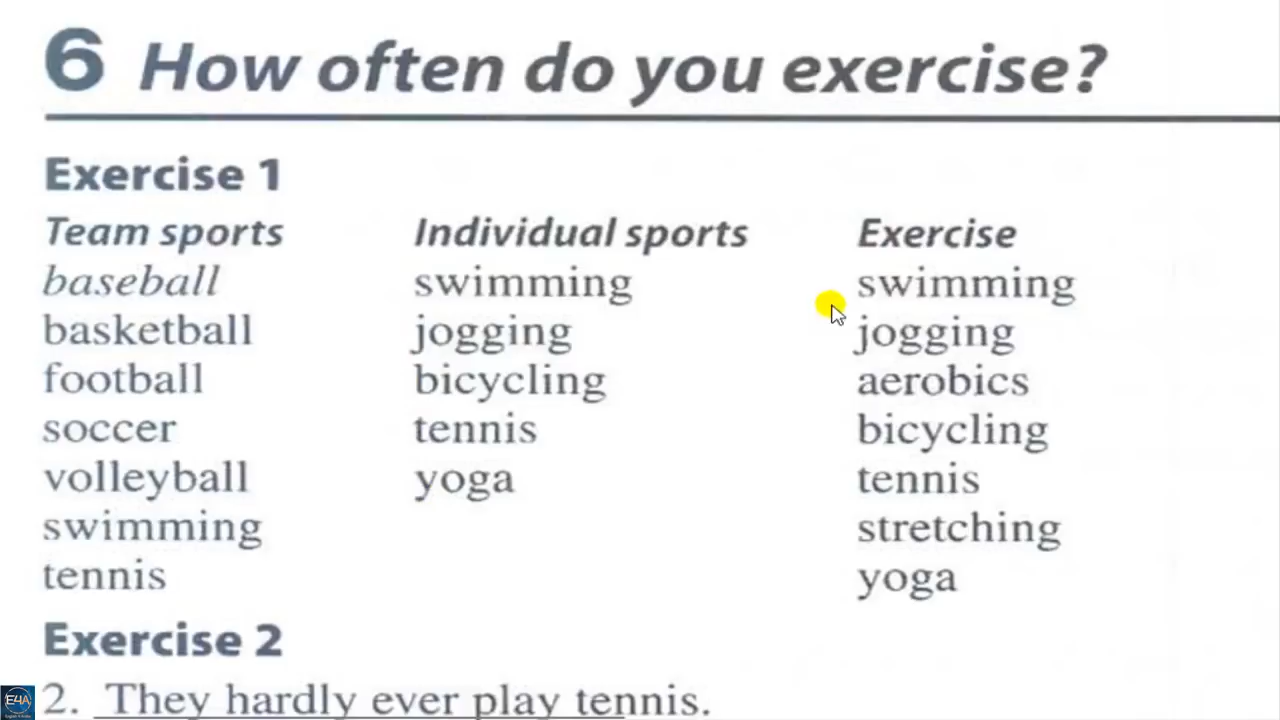 6 How often do you exercise?
Exercise 1
Team sports Individual sports Exercise
baseball swimming swimming
basketball jogging jogging
football bicycling aerobics
soccer tennis bicycling
volleyball yoga tennis
swimming stretching
tennis yoga
Exercise 2
2. They hardly ever play tennis.
E4A